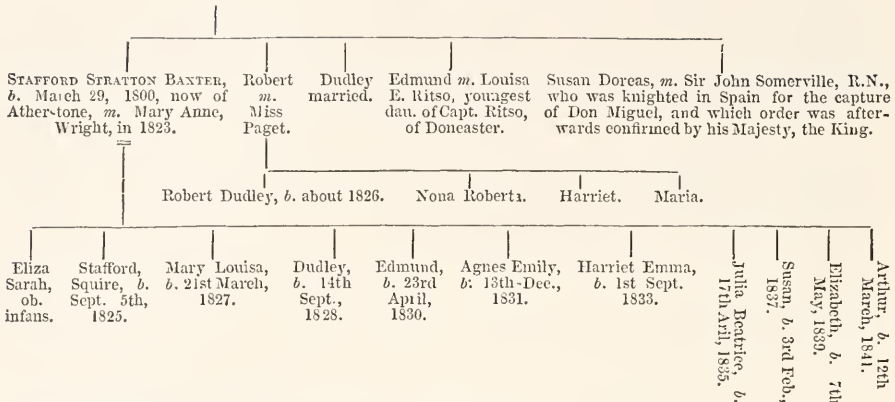 STAFFORD STRATTON BAXTER,
b. March 29, 1800, now of
Atherstone, m. Mary Anne,
Wright, in 1823.
Robert
m.
Miss
Paget.
Dudley
married.
Edmund m. Louisa
E. Ritso, youngest
dau. of Capt. Ritso,
of Doncaster.
Susan Dorcas, m. Sir John Somerville, R.N.,
who was knighted in Spain for the capture
of Don Miguel, and which order was after-
wards confirmed by his Majesty, the King.
Robert Dudley, b. about 1826.
Nona Roberta.
Harriet.
Maria.
Eliza
Sarah,
ob.
infans.
Stafford,
Squire, b.
Sept. 5th,
1825.
Mary Louisa,
b. 21st March,
1827.
Dudley,
b. 14th
Sept.,
1828.
Edmund,
b. 23rd
April,
1830.
Agnes Emily,
b. 13th-Dec.,
1831.
Harriet Emma,
b. 1st Sept.
1833.
Julia Beatrice, b.
17th Aril, 1835.
Susan, b. 3rd Feb.,
1837.
Elizabeth, b. 7th
May, 1839.
Arthur, b. 12th
March, 1841.